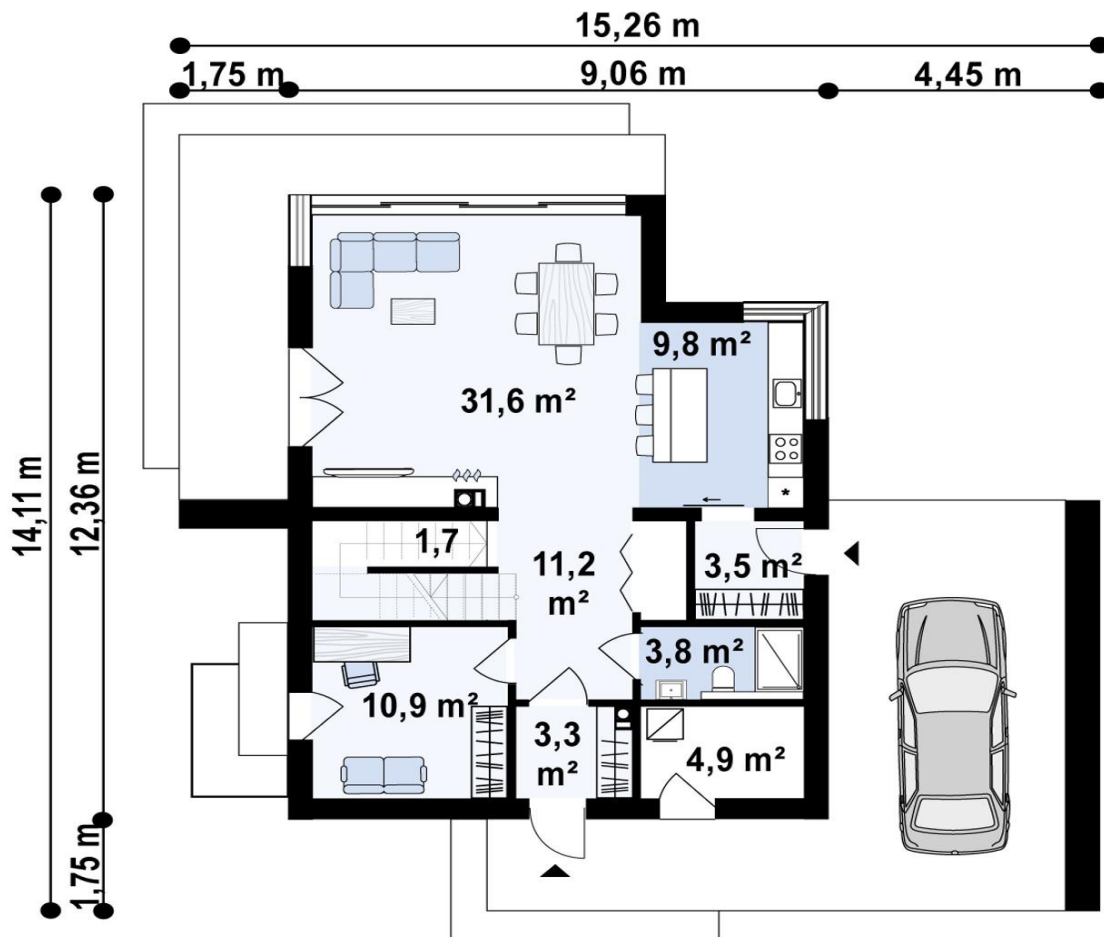 15,26 m
1,75 m
9,06 m
4,45 m
14,11 m
12,36 m
1,75 m
9,8 m²
31,6 m²
1,7
11,2
m²
3,5 m²
3,8 m²
10,9 m²
3,3
m²
4,9 m²
*